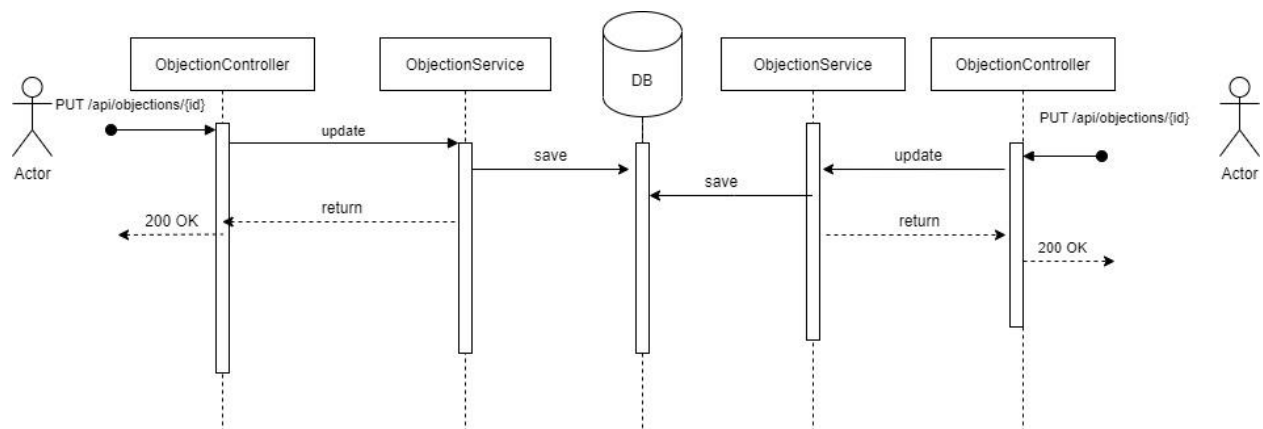 ObjectionController
ObjectionService
DB
ObjectionService
ObjectionController
PUT /api/objections/{id}
PUT /api/objections/{id}
update
save
update
save
Actor
Actor
return
200 OK
return
200 OK